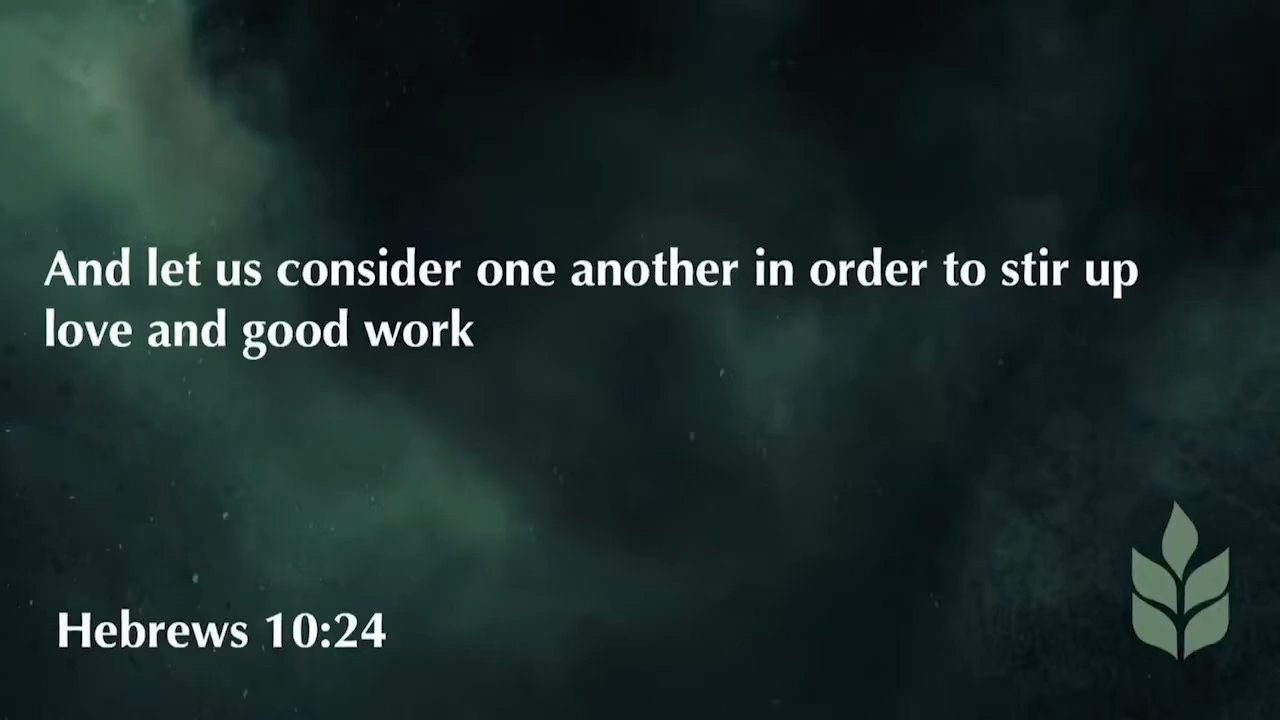 And let us consider one another in order to stir up
love and good work
Hebrews 10:24